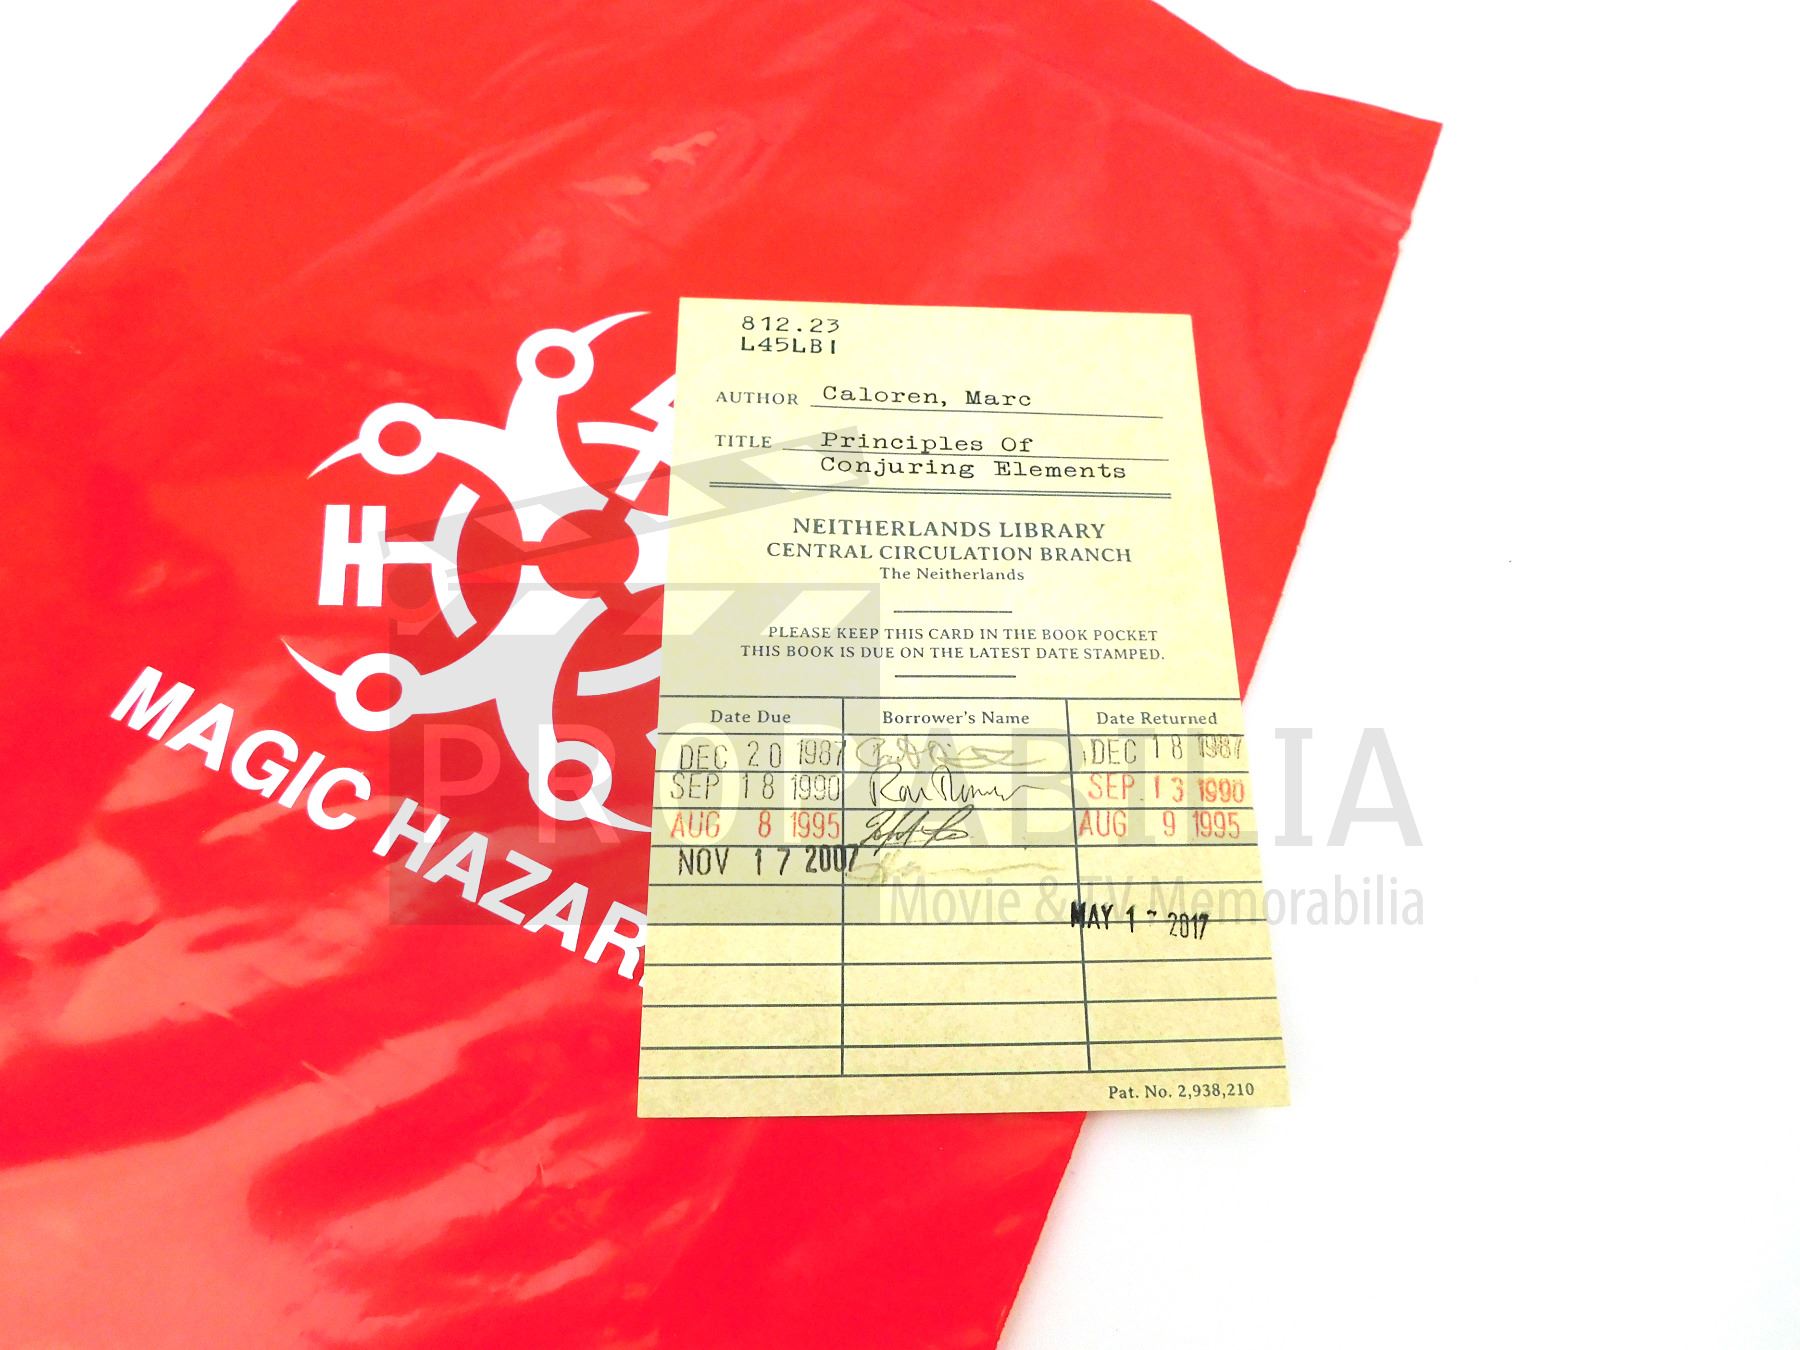 812.23
L45LBI
AUTHOR Caloren, Marc
TITLE Principles Of
Conjuring Elements
NEITHERLANDS LIBRARY
CENTRAL CIRCULATION BRANCH
The Neitherlands
PLEASE KEEP THIS CARD IN THE BOOK POCKET
THIS BOOK IS DUE ON THE LATEST DATE STAMPED.
Date Due Borrower's Name Date Returned
DEC 20 1987 DEC 18 1987
SEP 18 1990 SEP 13 1990
AUG 8 1995 AUG 9 1995
NOV 17 2007
MAY 1 - 2017
Pat. No. 2,938,210
H
MAGIC HAZAR
PROPABILIA
Movie & TV Memorabilia